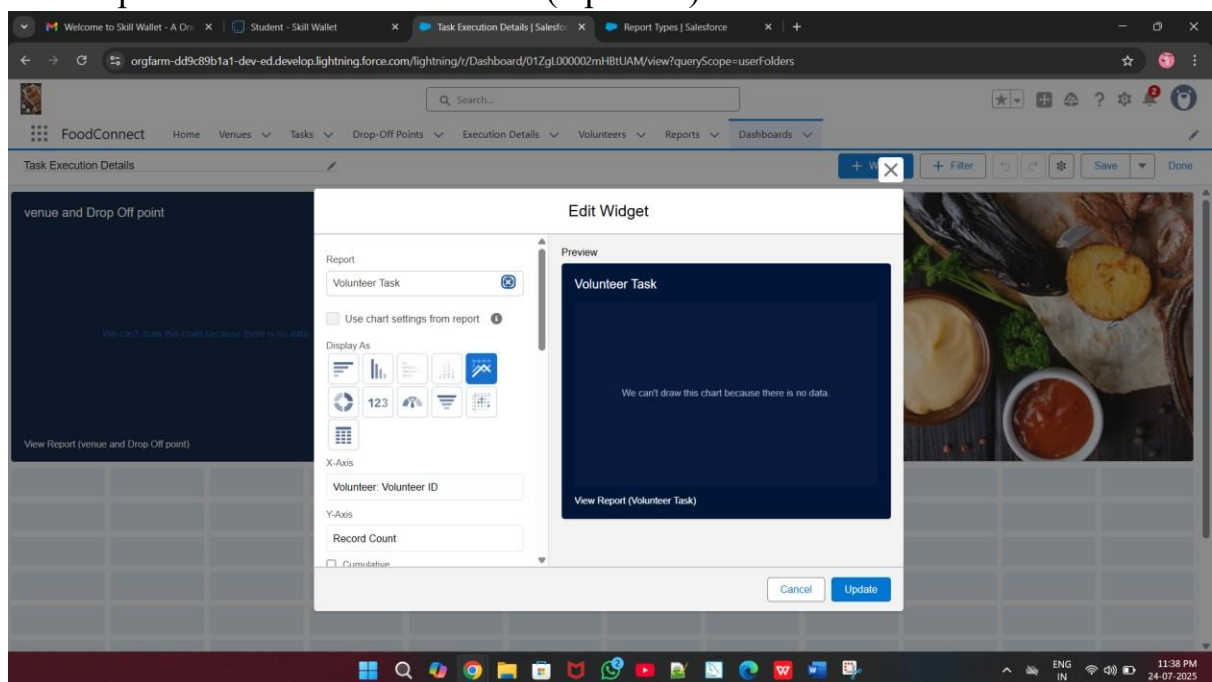 Welcome to Skill Wallet - A On
Student - Skill Wallet
Task Execution Details | Salesfo
Report Types | Salesforce
orgfarm-dd9c89b1a1-dev-ed.develop.lightning.force.com/lightning/r/Dashboard/01ZgL000002mHBtUAM/view?queryScope=userFolders
Search...
2
FoodConnect Home Venues Tasks Drop-Off Points Execution Details Volunteers Reports Dashboards
Task Execution Details
+ W
+ Filter
Save
Done
venue and Drop Off point
We can't draw this chart because there is no data
View Report (venue and Drop Off point)
Edit Widget
Report
Volunteer Task
Use chart settings from report
Display As
123
X-Axis
Volunteer: Volunteer ID
Y-Axis
Record Count
Cumulative
Preview
Volunteer Task
We can't draw this chart because there is no data.
View Report (Volunteer Task)
Cancel
Update
ENG
IN
11:38 PM
24-07-2025